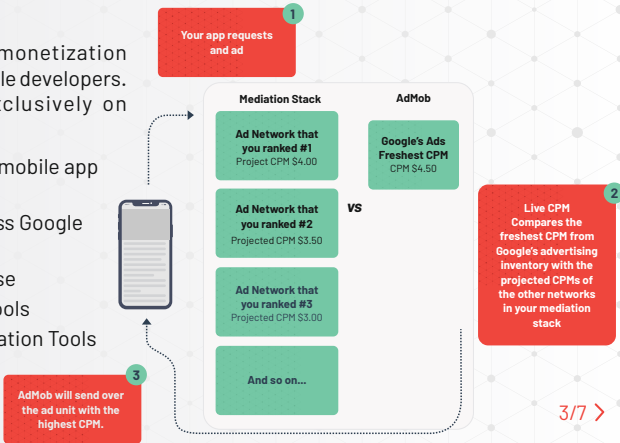 1
Your app requests
and ad
monetization
le developers.
clusively on
mobile app
ss Google
se
ools
ation Tools
Mediation Stack
AdMob
Ad Network that
you ranked #1
Project CPM $4.00
Google's Ads
Freshest CPM
CPM $4.50
Ad Network that
you ranked #2
Projected CPM $3.50
VS
Ad Network that
you ranked #3
Projected CPM $3.00
And so on...
2
Live CPM
Compares the
freshest CPM from
Google's advertising
inventory with the
projected CPMs of
the other networks
in your mediation
stack
3
AdMob will send over
the ad unit with the
highest CPM.
3/7